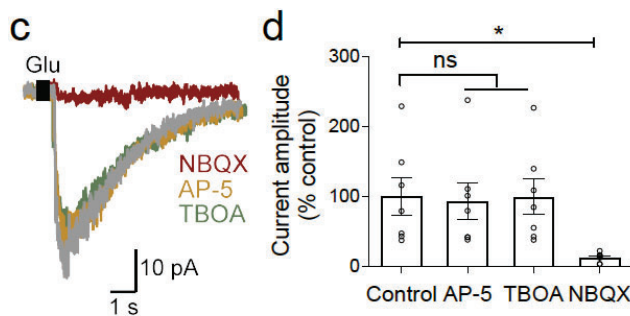 c
Glu
NBQX
AP-5
TBOA
10 pA
1 s
d
*
ns
Current amplitude
(% control)
300
200
100
0
Control AP-5 TBOA NBQX